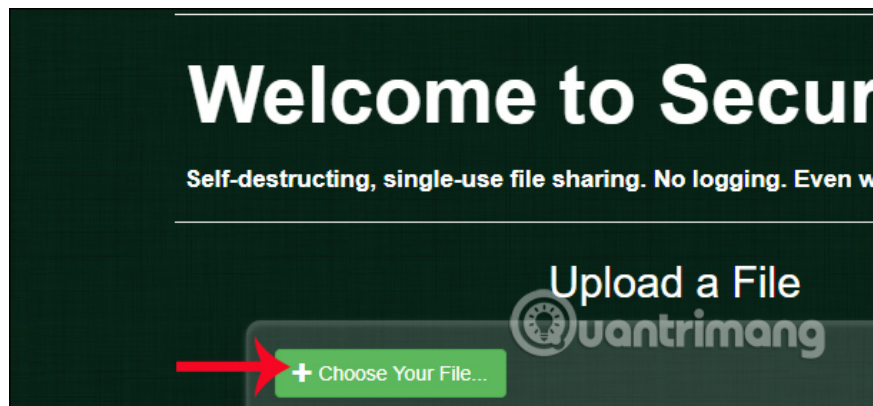 Welcome to Secur
Self-destructing, single-use file sharing. No logging. Even w
Upload a File
Quantrimang
+ Choose Your File...